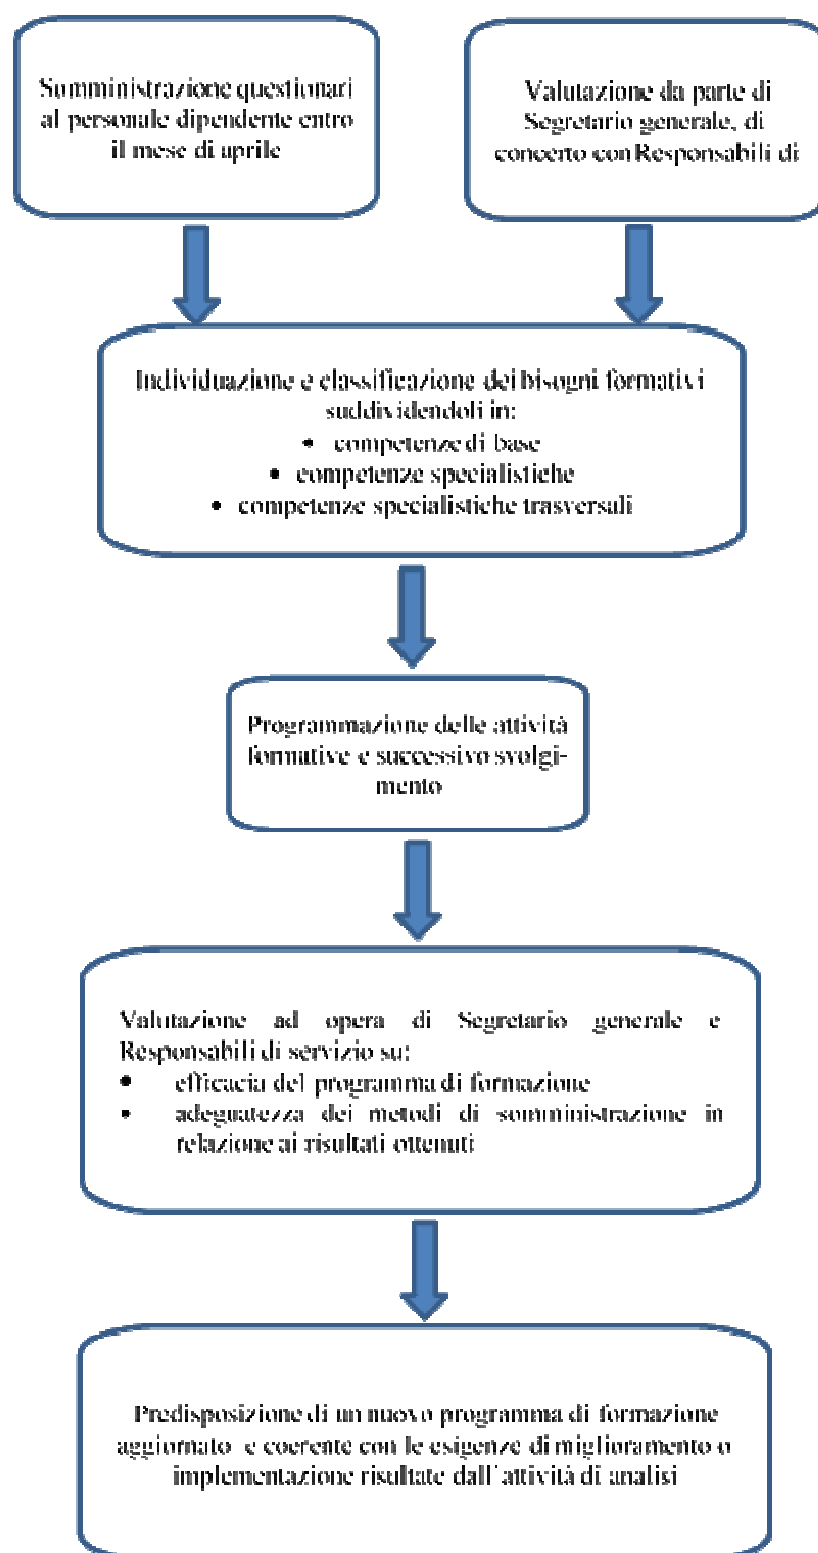 Somministrazione questionari
al personale dipendente entro
il mese di aprile
Valutazione da parte di
Segretario generale, di
concerto con Responsabili di
Individuazione e classificazione dei bisogni formativi
suddividendoli in:
• competenze di base
• competenze specialistiche
• competenze specialistiche trasversali
Programmazione delle attività
formative e successivo svolgi-
mento
Valutazione ad opera di Segretario generale e
Responsabili di servizio su:
• efficacia del programma di formazione
• adeguatezza dei metodi di somministrazione in
relazione ai risultati ottenuti
Predisposizione di un nuovo programma di formazione
aggiornato e coerente con le esigenze di miglioramento o
implementazione risultate dall'attività di analisi